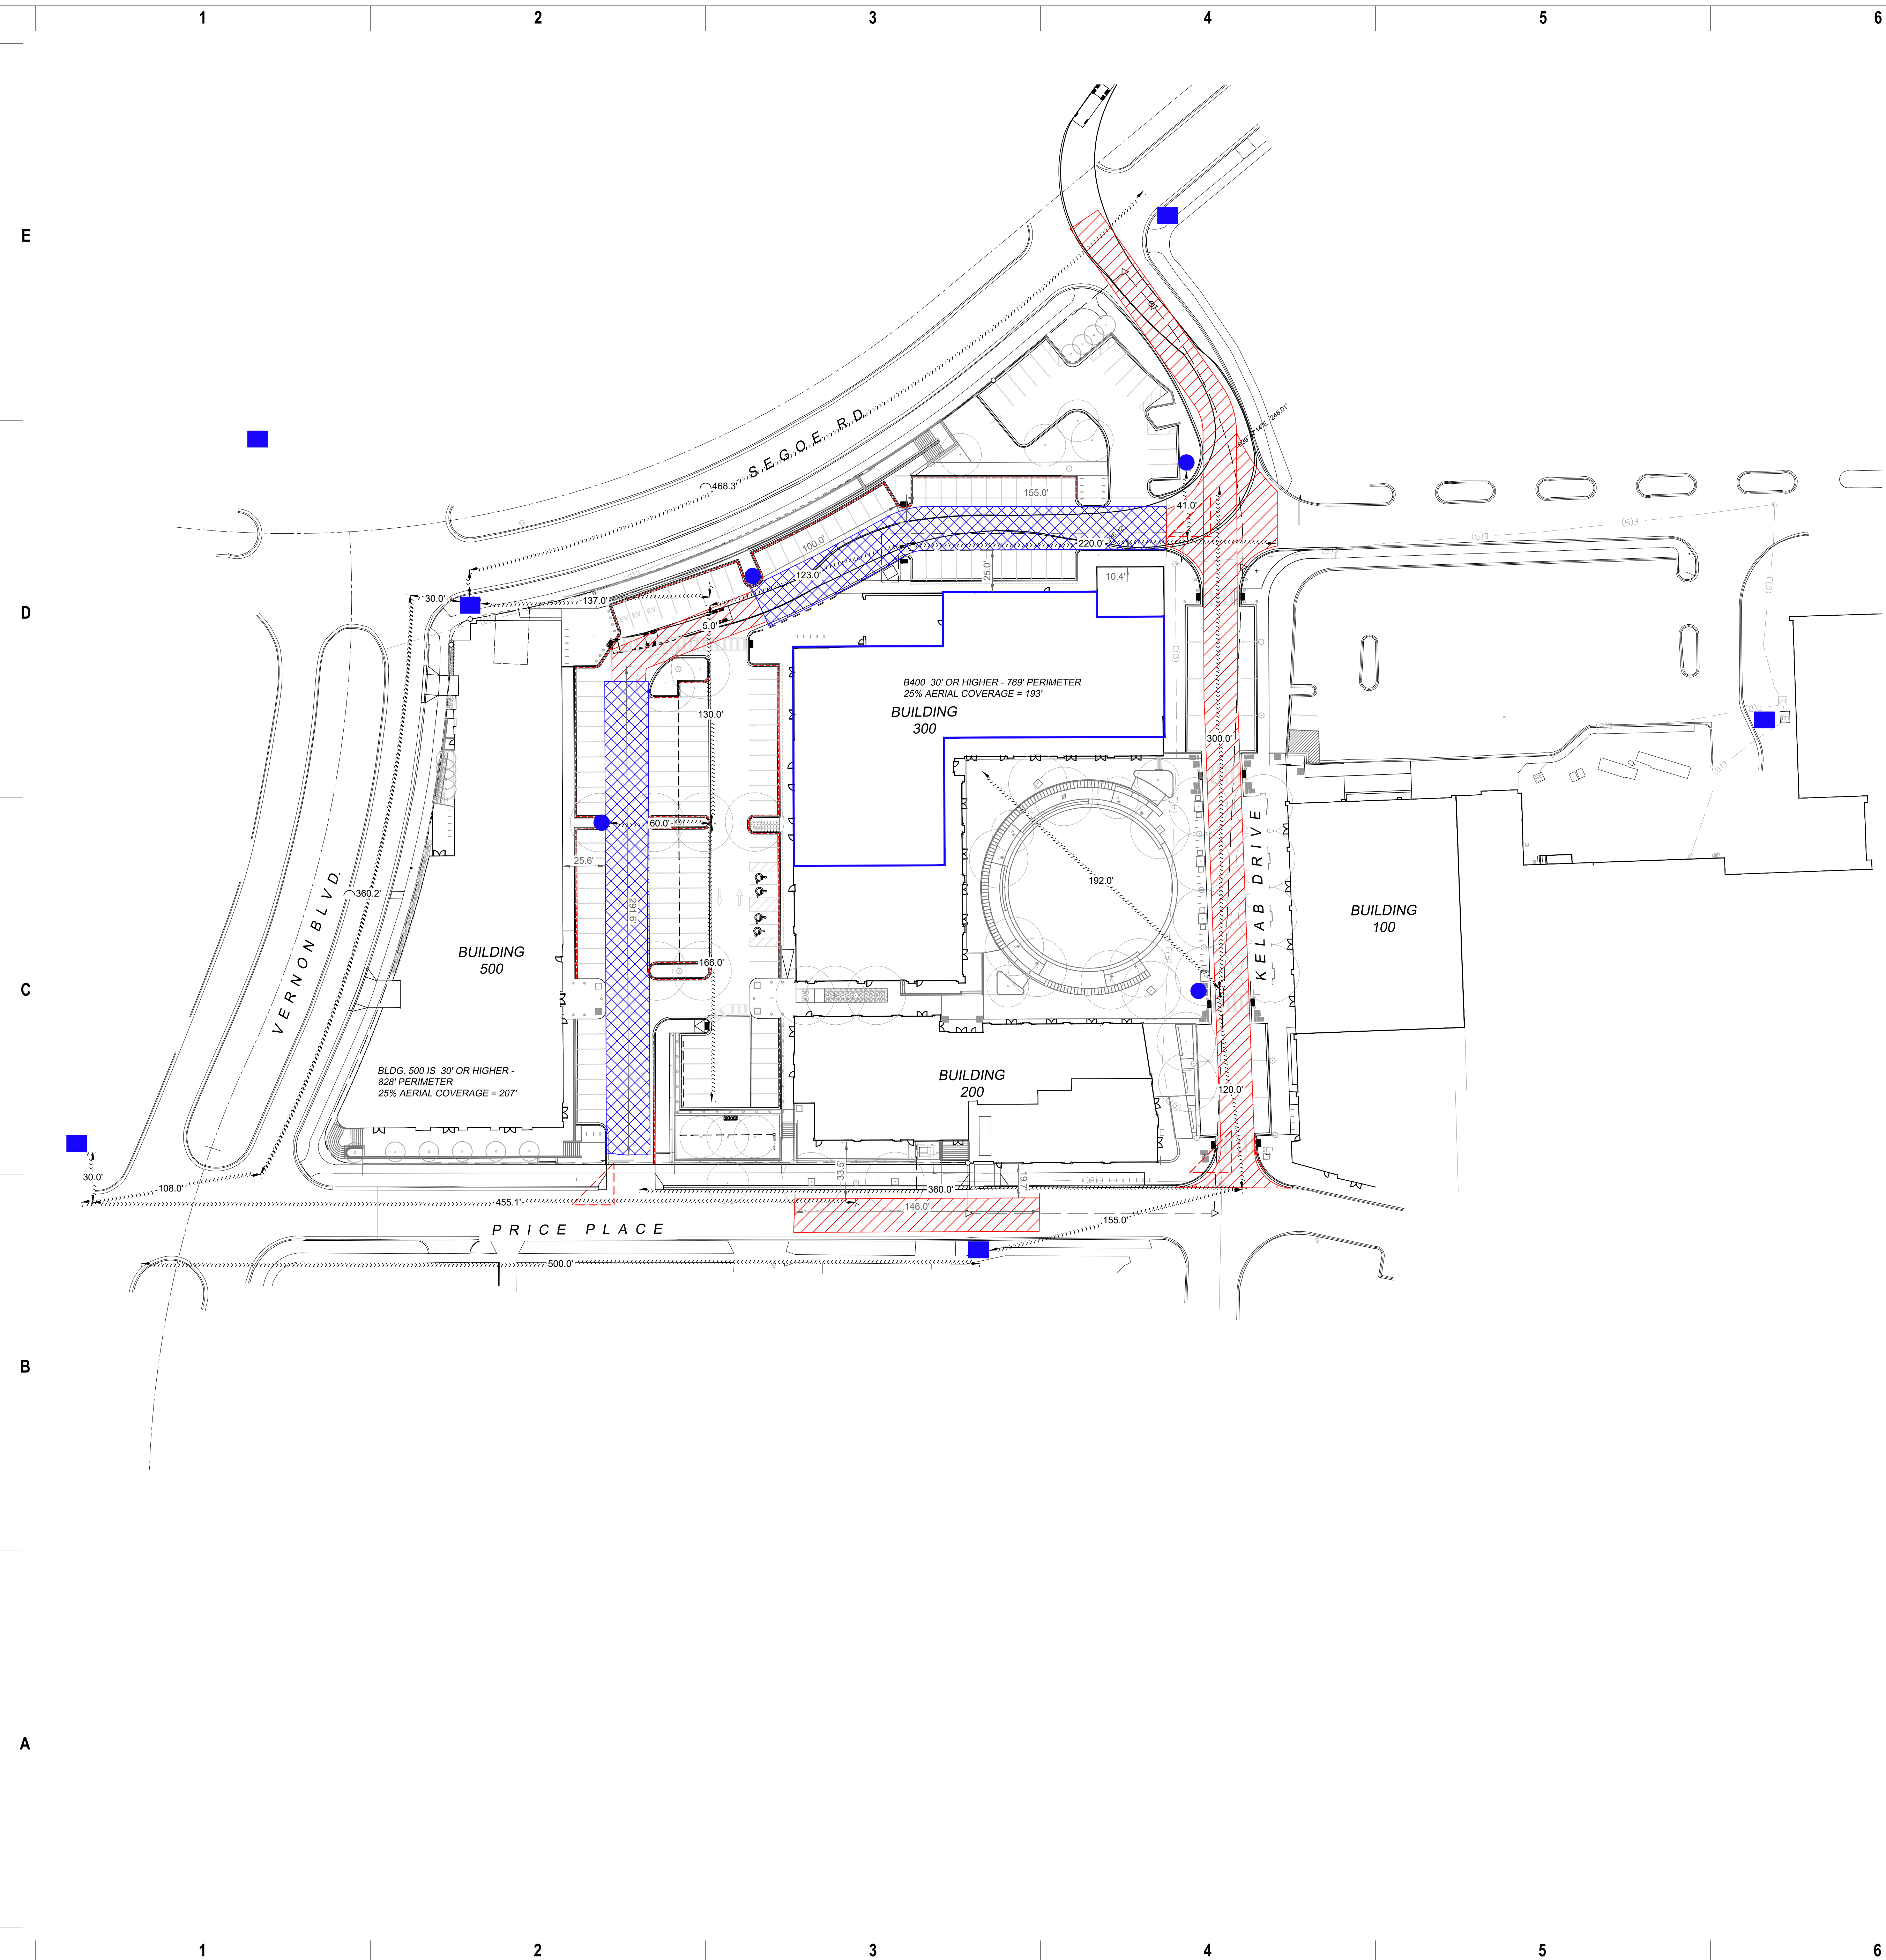 1 2 3 4 5 6
E
D
C
B
A
SEGOE RD.
468.3'
248.01'
155.0'
41.0'
220.0'
100.0'
123.0'
25.0'
10.4'
30.0'
137.0'
5.0'
EV
EV
E(B)
E(B)
E(B)
E(B)
E(B)
E(B)
E(B)
B400 30' OR HIGHER - 769' PERIMETER
25% AERIAL COVERAGE = 193'
BUILDING
300
130.0'
300.0'
60.0'
25.6'
291.6'
192.0'
KELAB DRIVE
BUILDING
100
VERNON BLVD.
360.2'
BUILDING
500
166.0'
BLDG. 500 IS 30' OR HIGHER -
828' PERIMETER
25% AERIAL COVERAGE = 207'
BUILDING
200
120.0'
30.0'
108.0'
455.1'
33.5'
19.7'
360.0'
146.0'
155.0'
PRICE PLACE
500.0'
1 2 3 4 5 6